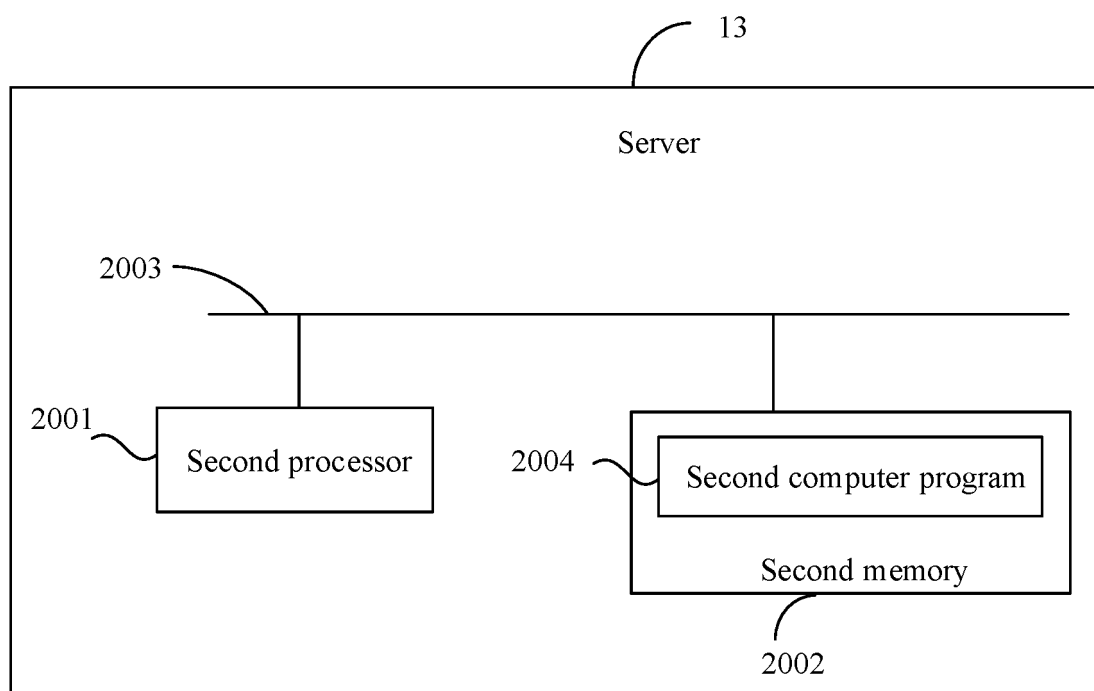 13
Server
2003
2001
Second processor
2004
Second computer program
Second memory
2002